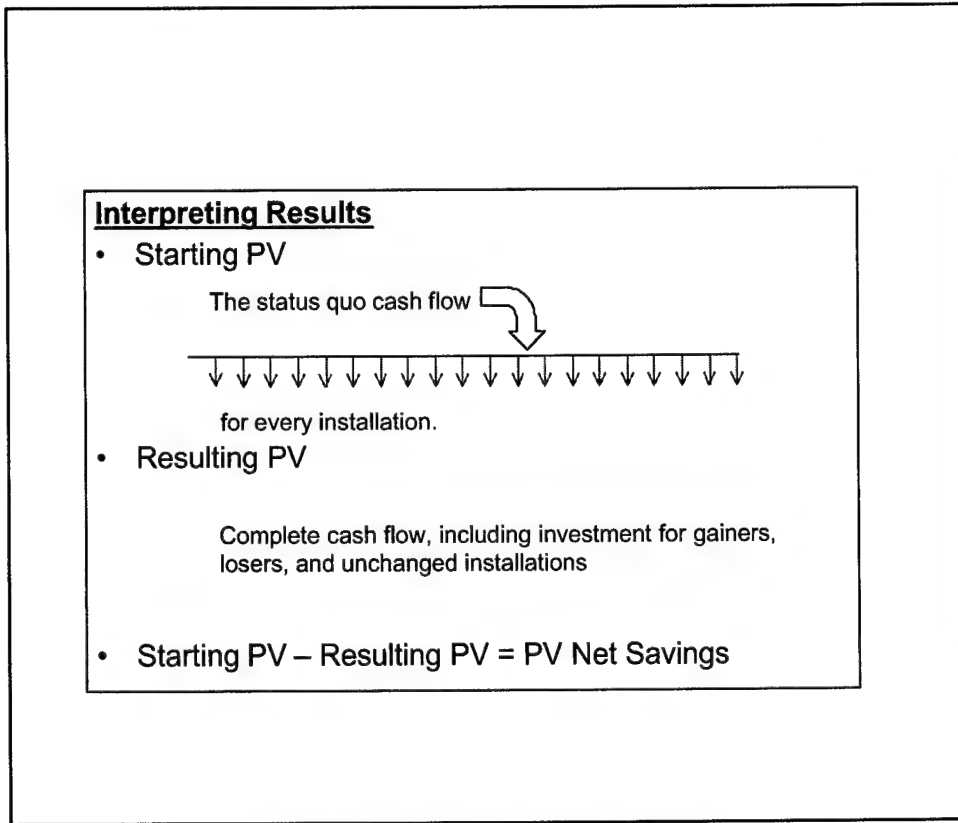 Interpreting Results
• Starting PV
The status quo cash flow
for every installation.
• Resulting PV
Complete cash flow, including investment for gainers,
losers, and unchanged installations
• Starting PV – Resulting PV = PV Net Savings